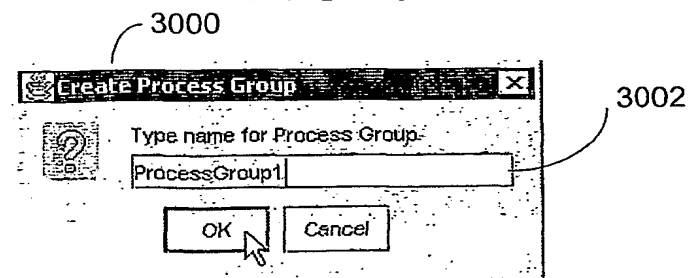 3000
Create Process Group
3002
Type name for Process Group
ProcessGroup1
OK
Cancel